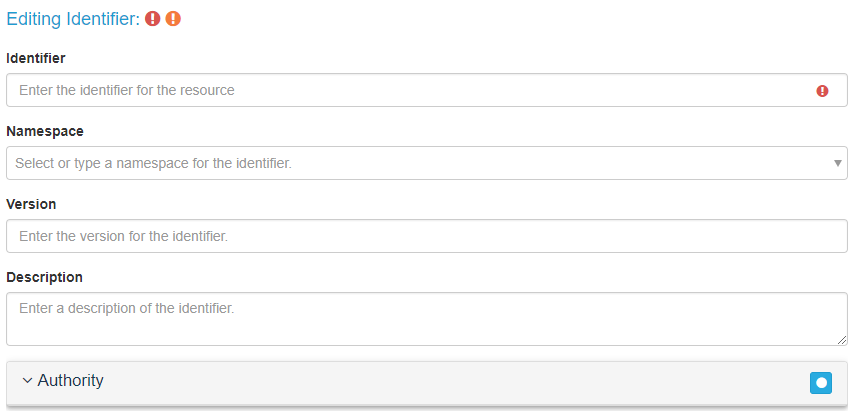 Editing Identifier:
Identifier
Enter the identifier for the resource
Namespace
Select or type a namespace for the identifier.
Version
Enter the version for the identifier.
Description
Enter a description of the identifier.
Authority